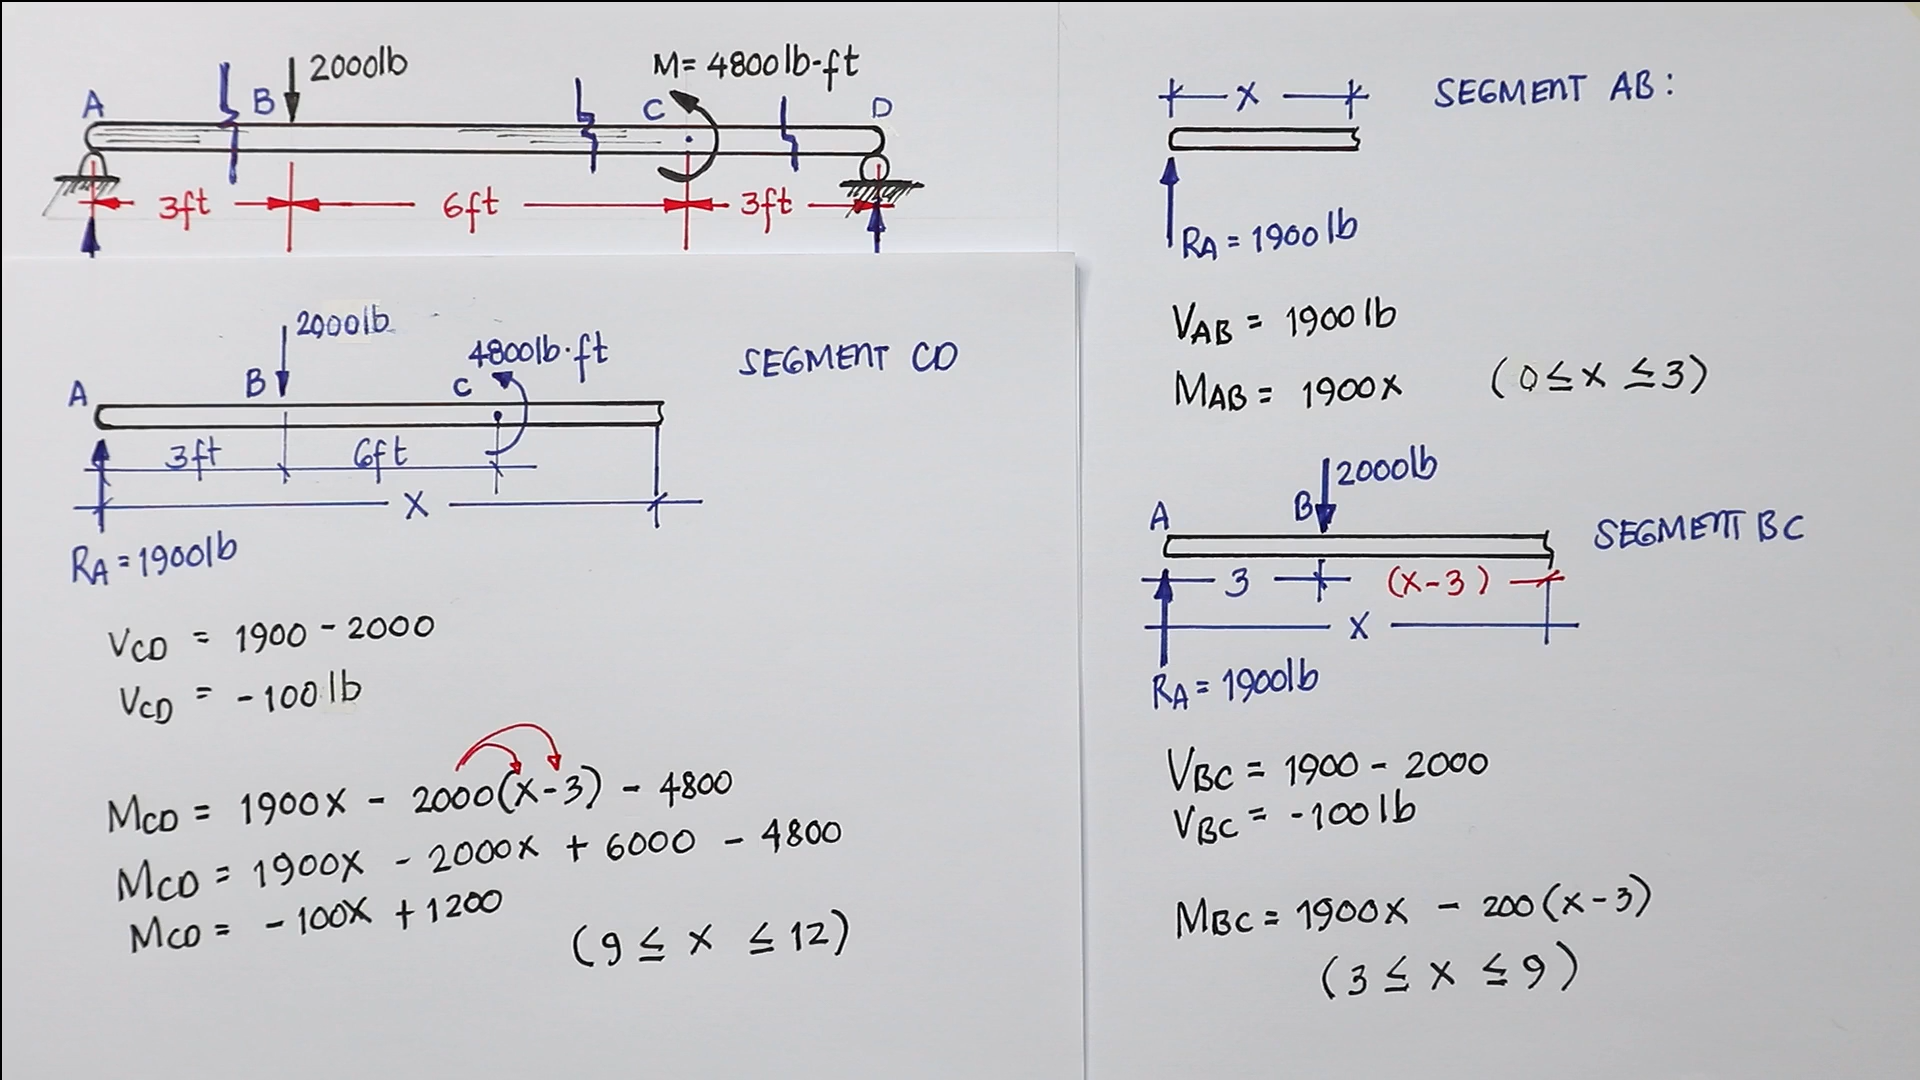 2000lb
M= 4800lb-ft
A B C D
3ft 6ft 3ft
2000lb
4800lb·ft
SEGMENT CD
A B C
3ft 6ft
X
RA = 1900lb
VCD = 1900 - 2000
VCD = -100 lb
MCD = 1900X - 2000(X-3) - 4800
MCD = 1900X - 2000X + 6000 - 4800
MCD = -100X + 1200
(9 ≤ X ≤ 12)
X
SEGMENT AB:
RA = 1900 lb
VAB = 1900 lb
MAB = 1900X (0 ≤ X ≤ 3)
2000lb
A B
SEGMENT BC
3 (X-3)
X
RA = 1900lb
VBC = 1900 - 2000
VBC = -100 lb
MBC = 1900X - 200(X-3)
(3 ≤ X ≤ 9)